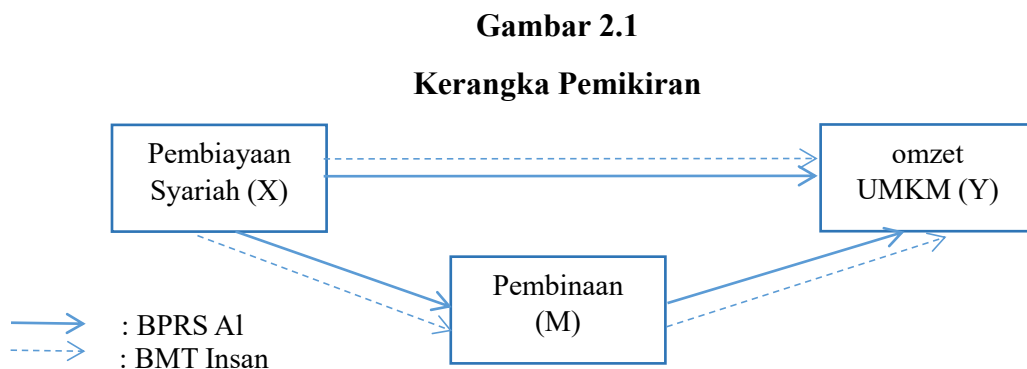 Gambar 2.1
Kerangka Pemikiran
Pembiayaan
Syariah (X)
omzet
UMKM (Y)
Pembinaan
(M)
: BPRS Al
: BMT Insan